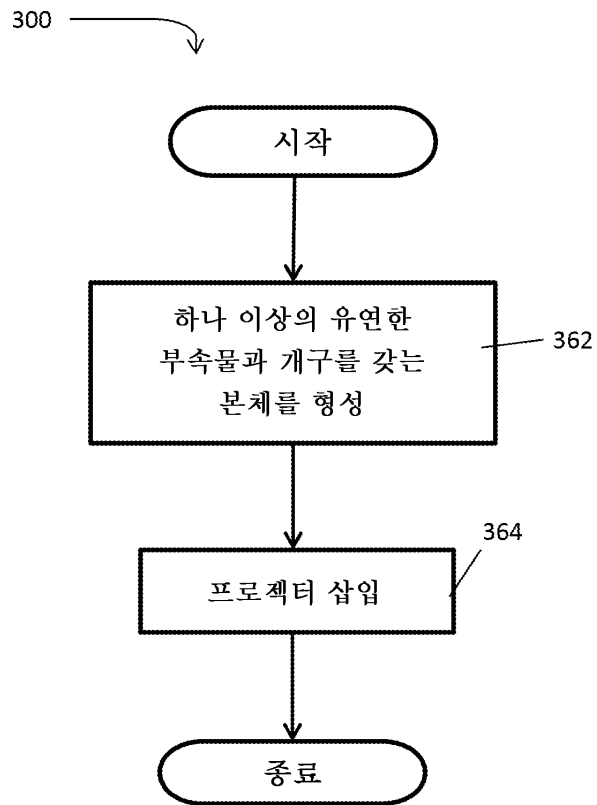 300
시작
하나 이상의 유연한
부속물과 개구를 갖는
본체를 형성
362
364
프로젝터 삽입
종료